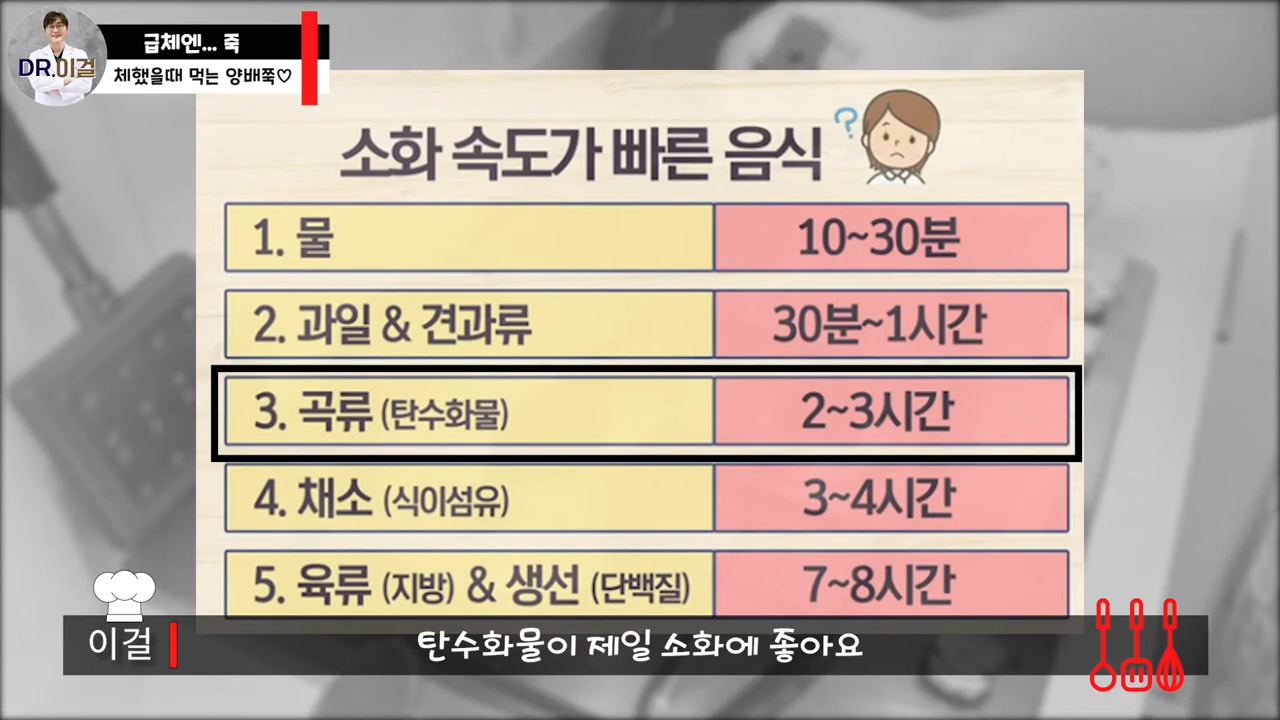 급체엔... 죽
DR.이걸
체했을때 먹는 양배쭉♡
소화 속도가 빠른 음식
?
1. 물
10~30분
2. 과일 & 견과류
30분~1시간
3. 곡류 (탄수화물)
2~3시간
4. 채소 (식이섬유)
3~4시간
5. 육류 (지방) & 생선 (단백질)
7~8시간
이걸
탄수화물이 제일 소화에 좋아요